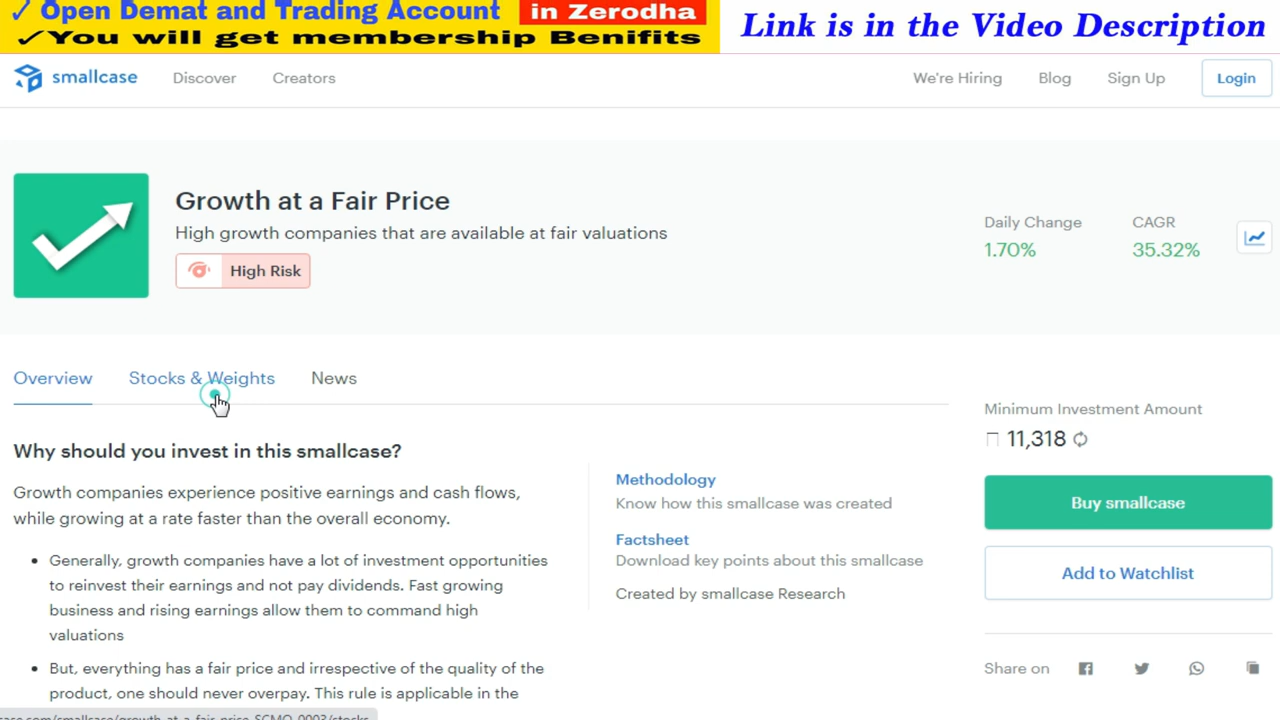 ✓ Open Demat and Trading Account in Zerodha
✓You will get membership Benifits
Link is in the Video Description
smallcase Discover Creators We're Hiring Blog Sign Up Login
Growth at a Fair Price
High growth companies that are available at fair valuations
High Risk
Daily Change CAGR
1.70% 35.32%
Overview Stocks & Weights News
Why should you invest in this smallcase?
Growth companies experience positive earnings and cash flows,
while growing at a rate faster than the overall economy.
• Generally, growth companies have a lot of investment opportunities
to reinvest their earnings and not pay dividends. Fast growing
business and rising earnings allow them to command high
valuations
• But, everything has a fair price and irrespective of the quality of the
product, one should never overpay. This rule is applicable in the
Methodology
Know how this smallcase was created
Factsheet
Download key points about this smallcase
Created by smallcase Research
Minimum Investment Amount
11,318
Buy smallcase
Add to Watchlist
Share on